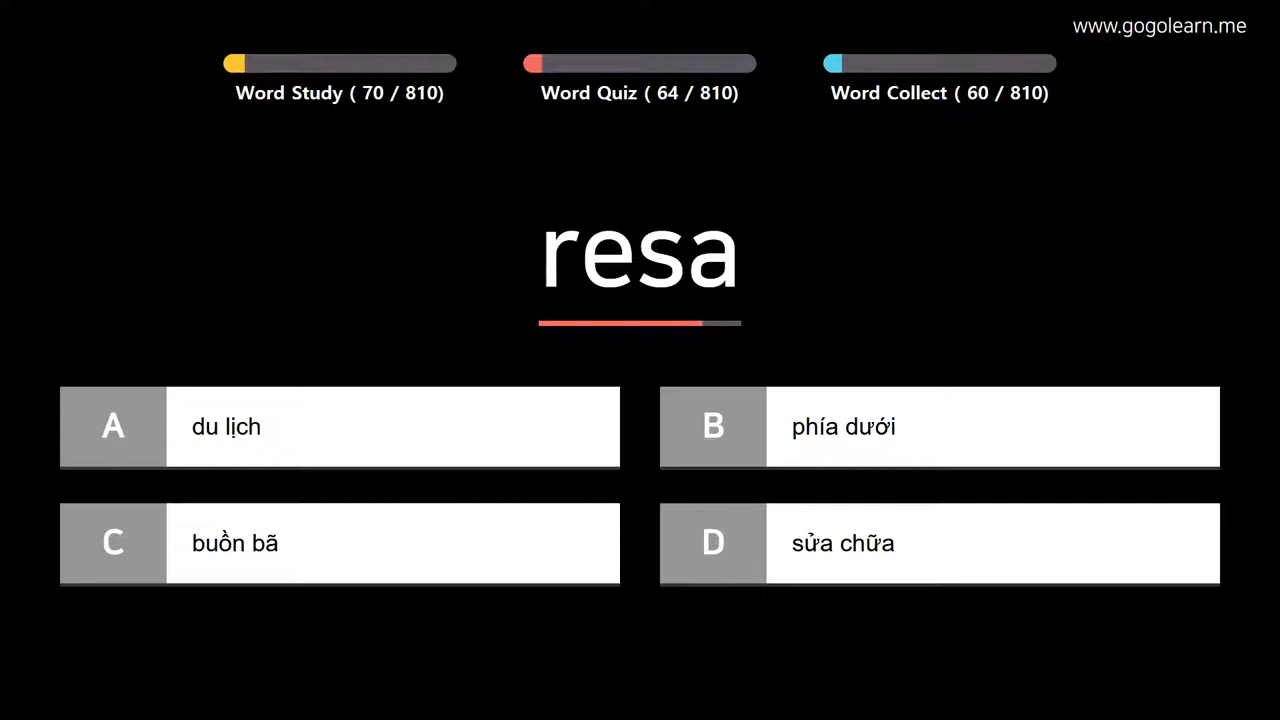 www.gogolearn.me
Word Study ( 70 / 810)
Word Quiz ( 64 / 810)
Word Collect ( 60 / 810)
resa
A du lịch
B phía dưới
C buồn bã
D sửa chữa